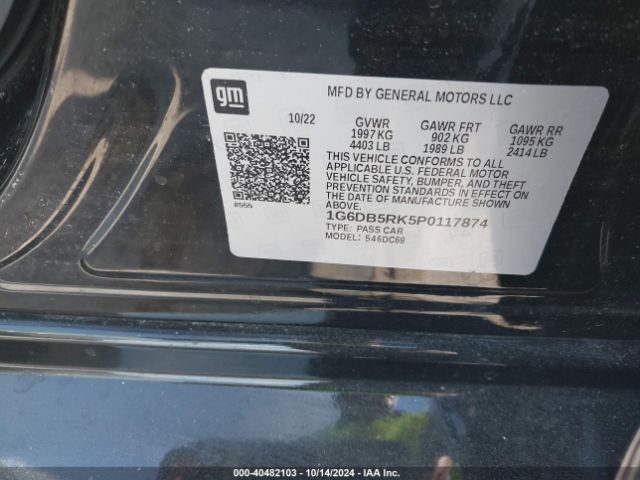 gm
MFD BY GENERAL MOTORS LLC
10/22
GVWR GAWR FRT GAWR RR
1997 KG 902 KG 1095 KG
4403 LB 1989 LB 2414 LB
THIS VEHICLE CONFORMS TO ALL
APPLICABLE U.S. FEDERAL MOTOR
VEHICLE SAFETY, BUMPER, AND THEFT
PREVENTION STANDARDS IN EFFECT ON
THE DATE OF MANUFACTURE SHOWN
ABOVE.
#555
1G6DB5RK5P0117874
TYPE: PASS CAR
MODEL: 546DC69
000-40482103 - 10/14/2024 - IAA Inc.